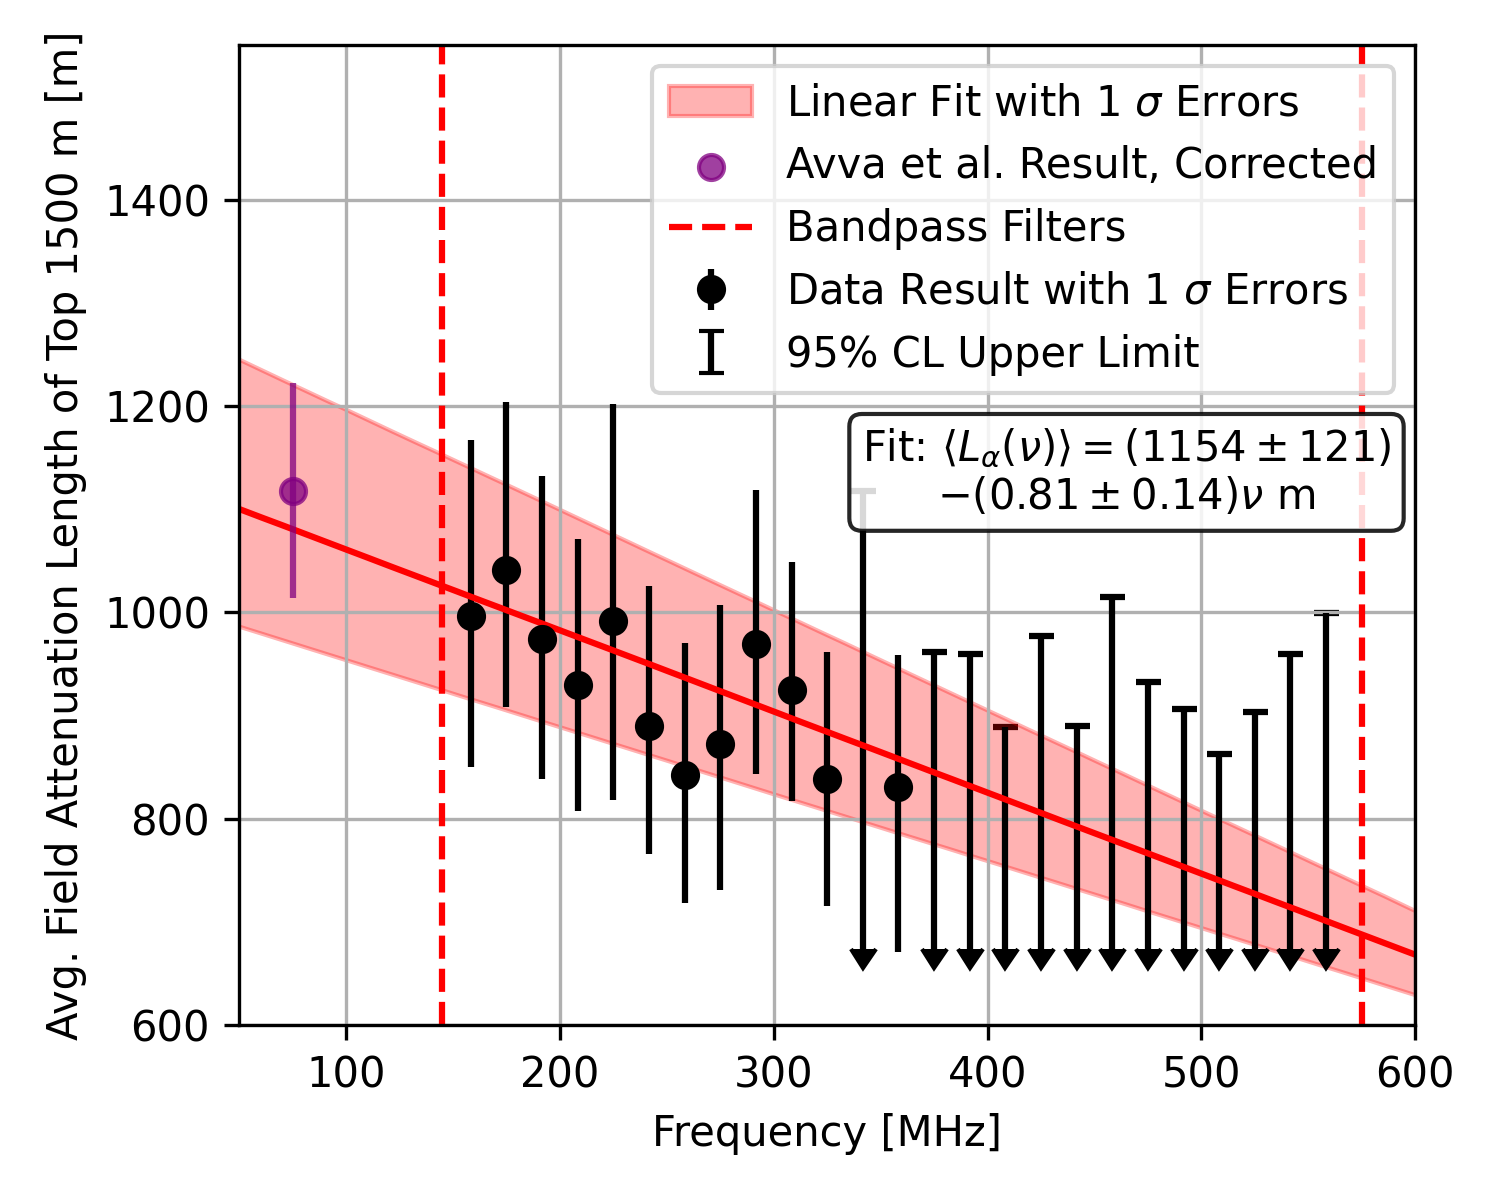 Avg. Field Attenuation Length of Top 1500 m [m]
1400
1200
1000
800
600
Linear Fit with 1 σ Errors
Avva et al. Result, Corrected
Bandpass Filters
Data Result with 1 σ Errors
95% CL Upper Limit
Fit: ⟨Lα(ν)⟩ = (1154 ± 121)
−(0.81 ± 0.14)ν m
100 200 300 400 500 600
Frequency [MHz]